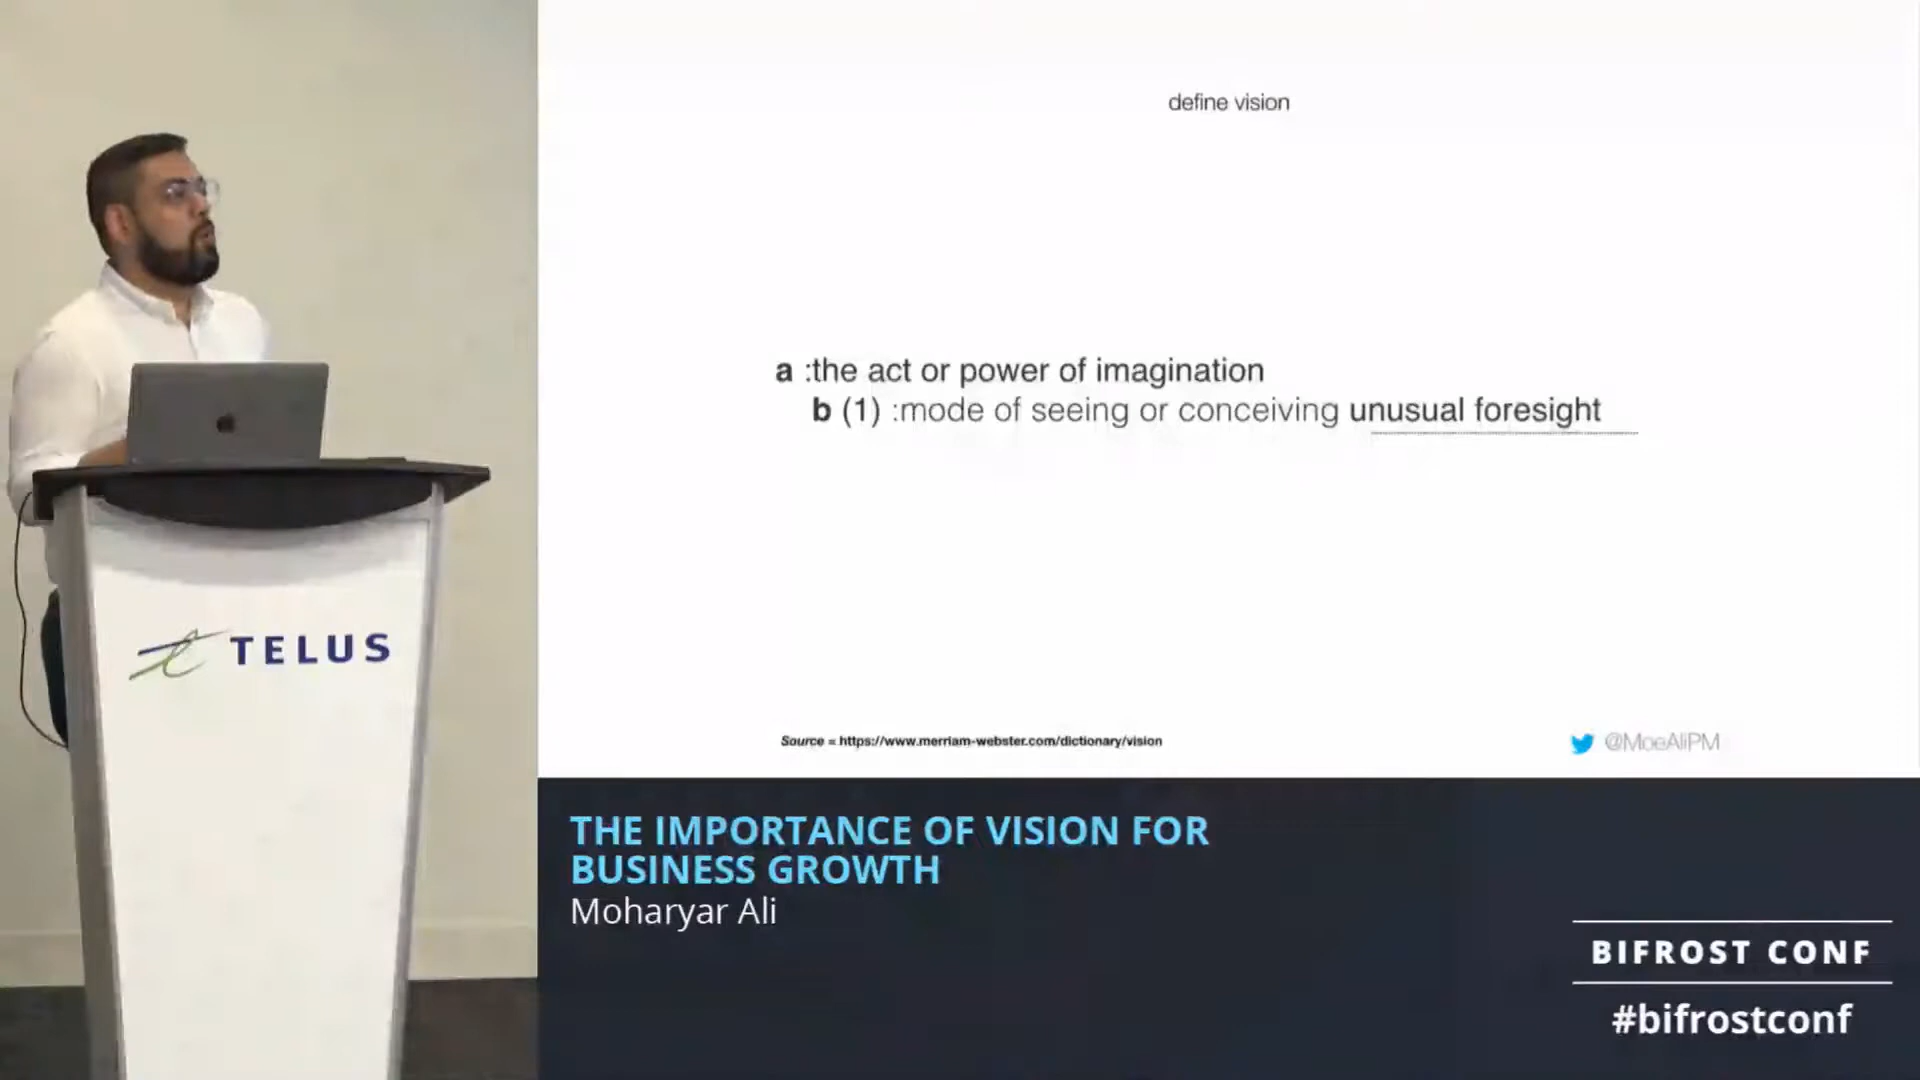 define vision
a :the act or power of imagination
b (1) :mode of seeing or conceiving unusual foresight
Source = https://www.merriam-webster.com/dictionary/vision
@MoeAliPM
TELUS
THE IMPORTANCE OF VISION FOR
BUSINESS GROWTH
Moharyar Ali
BIFROST CONF
#bifrostconf